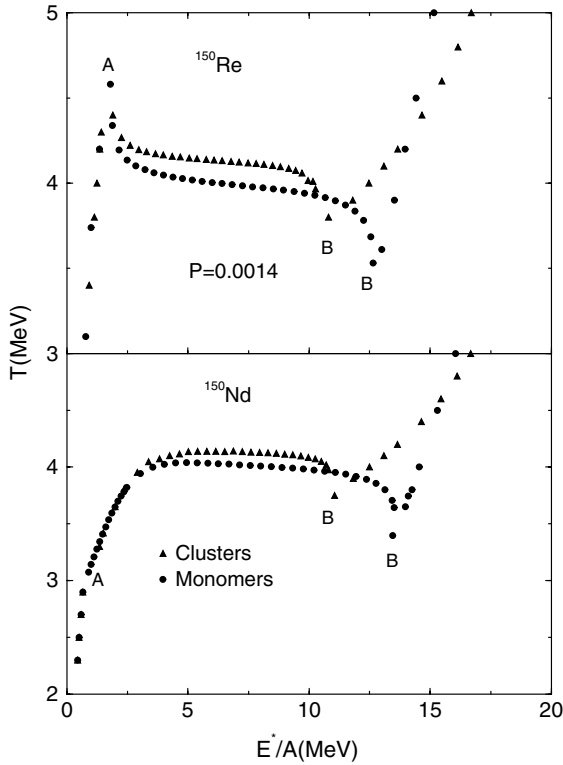 5
A
150Re
4
B
P=0.0014
B
3
T(MeV)
150Nd
4
B
▲ Clusters
B
A
● Monomers
3
2
0 5 10 15 20
E*/A(MeV)